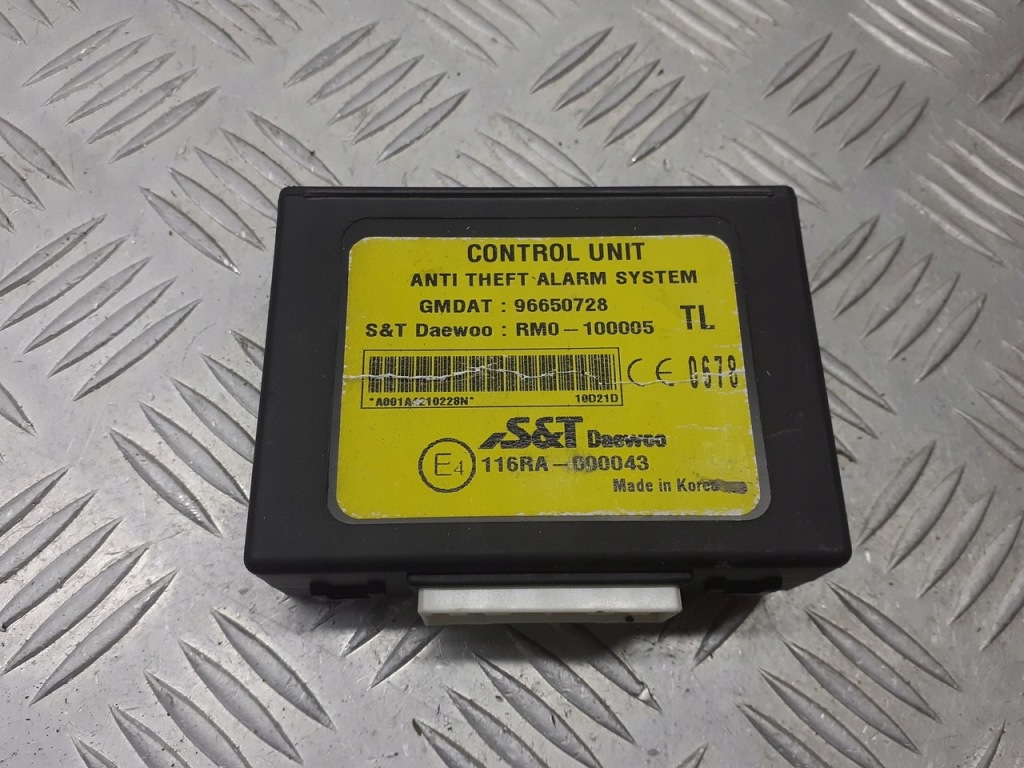 CONTROL UNIT
ANTI THEFT ALARM SYSTEM
GMDAT : 96650728
S&T Daewoo : RM0-100005 TL
CE 0678
*A001A4210228N* 10D21D
S&T Daewoo
E4 116RA-000043
Made in Korea